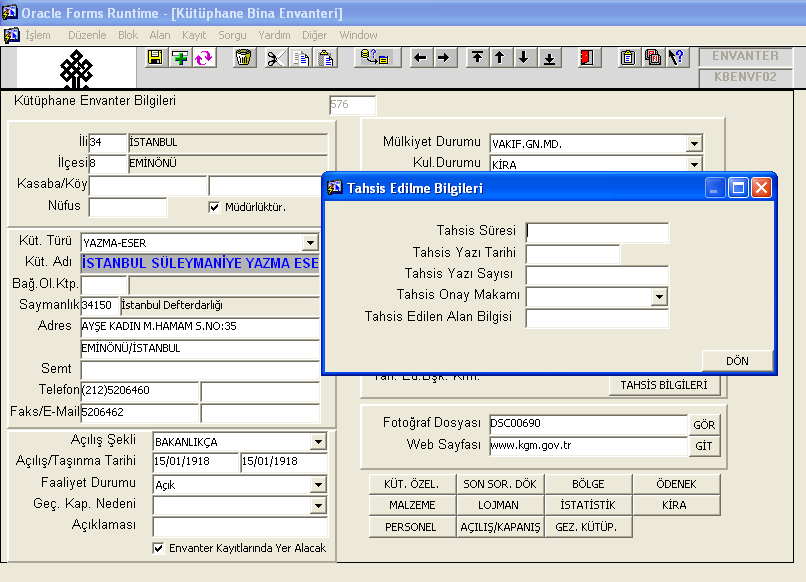 Oracle Forms Runtime - [Kütüphane Bina Envanteri]
İşlem Düzenle Blok Alan Kayıt Sorgu Yardım Diğer Window
ENVANTER
KBENVF02
Kütüphane Envanter Bilgileri 576
İli 34 İSTANBUL
İlçesi 8 EMİNÖNÜ
Kasaba/Köy
Nüfus Müdürlüktür.
Mülkiyet Durumu VAKIF.GN.MD.
Kul.Durumu KİRA
Tahsis Edilme Bilgileri
Tahsis Süresi
Tahsis Yazı Tarihi
Tahsis Yazı Sayısı
Tahsis Onay Makamı
Tahsis Edilen Alan Bilgisi
DÖN
Küt. Türü YAZMA-ESER
Küt. Adı İSTANBUL SÜLEYMANİYE YAZMA ESE
Bağ.Ol.Ktp.
Saymanlık 34150 İstanbul Defterdarlığı
Adres AYŞE KADIN M.HAMAM S.NO:35
EMİNÖNÜ/İSTANBUL
Semt
Telefon (212)5206460
Faks/E-Mail 5206462
TAHSİS BİLGİLERİ
Fotoğraf Dosyası DSC00690 GÖR
Web Sayfası www.kgm.gov.tr GİT
Açılış Şekli BAKANLIKÇA
Açılış/Taşınma Tarihi 15/01/1918 15/01/1918
Faaliyet Durumu Açık
Geç. Kap. Nedeni
Açıklaması
Envanter Kayıtlarında Yer Alacak
KÜT. ÖZEL. SON SOR. DÖK BÖLGE ÖDENEK
MALZEME LOJMAN İSTATİSTİK KİRA
PERSONEL AÇILIŞ/KAPANIŞ GEZ. KÜTÜP.